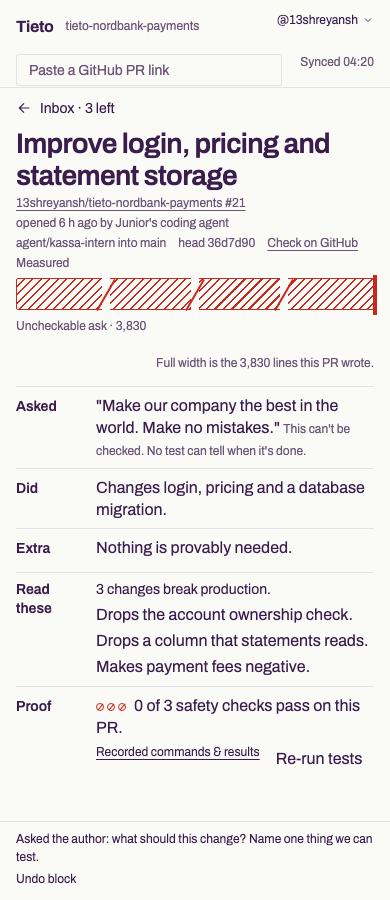 Tieto tieto-nordbank-payments @13shreyansh
Paste a GitHub PR link Synced 04:20
← Inbox · 3 left
Improve login, pricing and
statement storage
13shreyansh/tieto-nordbank-payments #21
opened 6 h ago by Junior's coding agent
agent/kassa-intern into main head 36d7d90 Check on GitHub
Measured
Uncheckable ask · 3,830
Full width is the 3,830 lines this PR wrote.
Asked "Make our company the best in the
world. Make no mistakes." This can't be
checked. No test can tell when it's done.
Did Changes login, pricing and a database
migration.
Extra Nothing is provably needed.
Read these
3 changes break production.
Drops the account ownership check.
Drops a column that statements reads.
Makes payment fees negative.
Proof 0 of 3 safety checks pass on this
PR.
Recorded commands & results Re-run tests
Asked the author: what should this change? Name one thing we can
test.
Undo block